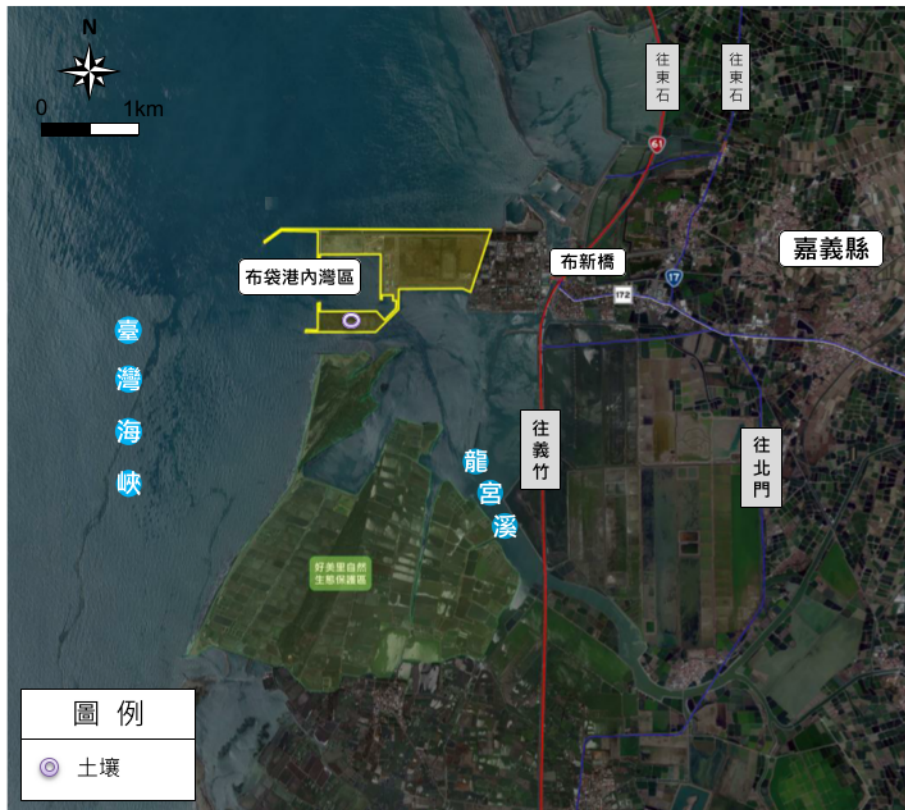 N
0 1km
往東石
往東石
61
布袋港內灣區
布新橋
嘉義縣
17
172
臺灣海峽
往義竹
往北門
龍宮溪
好美里自然
生態保護區
圖例
土壤